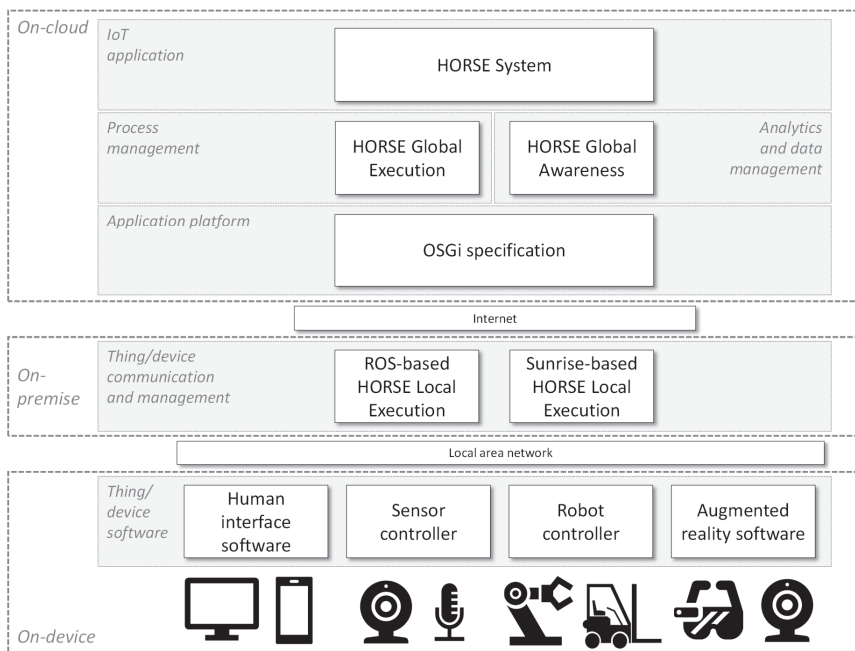 On-cloud
IoT
application
HORSE System
Process
management
HORSE Global
Execution
HORSE Global
Awareness
Analytics
and data
management
Application platform
OSGi specification
Internet
On-
premise
Thing/device
communication
and management
ROS-based
HORSE Local
Execution
Sunrise-based
HORSE Local
Execution
Local area network
Thing/
device
software
Human
interface
software
Sensor
controller
Robot
controller
Augmented
reality software
On-device